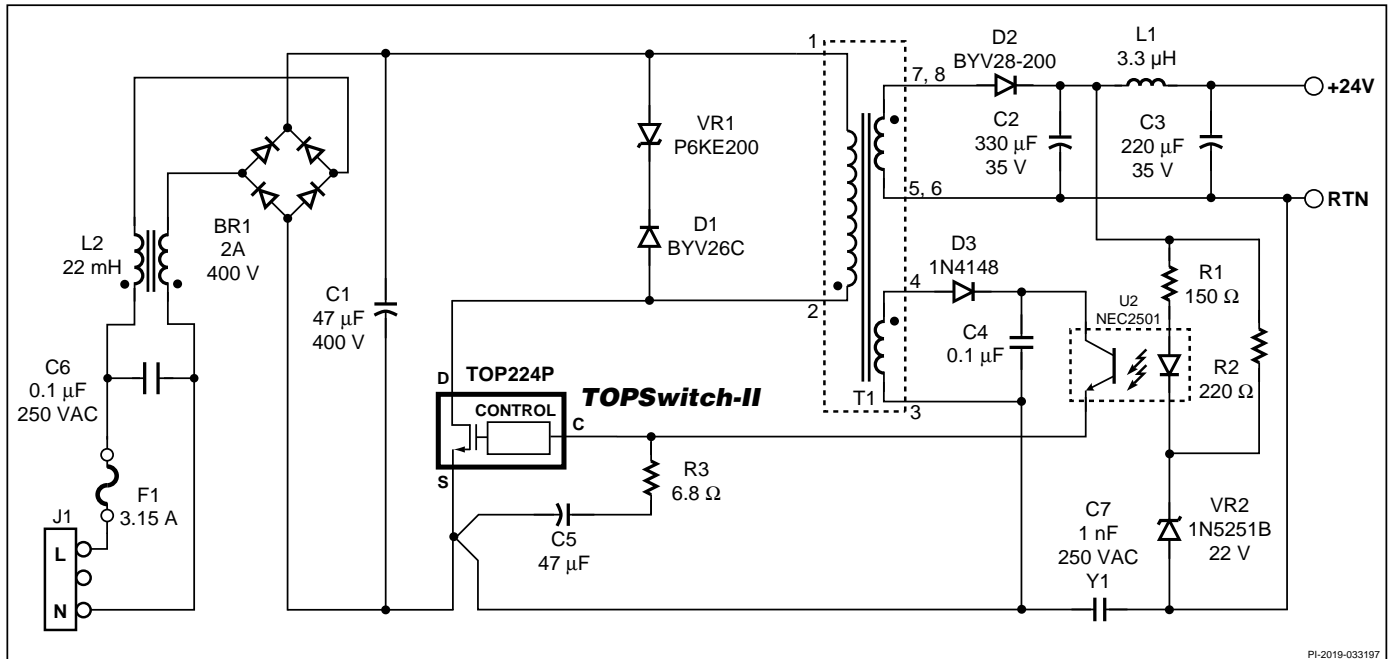 L2
22 mH
C6
0.1 µF
250 VAC
F1
3.15 A
J1
L
N
BR1
2A
400 V
C1
47 µF
400 V
VR1
P6KE200
D1
BYV26C
D
TOP224P
CONTROL
C
S
TOPSwitch-II
R3
6.8 Ω
C5
47 µF
1
2
T1
7, 8
5, 6
4
3
D2
BYV28-200
L1
3.3 µH
C2
330 µF
35 V
C3
220 µF
35 V
+24V
RTN
D3
1N4148
C4
0.1 µF
U2
NEC2501
R1
150 Ω
R2
220 Ω
C7
1 nF
250 VAC
Y1
VR2
1N5251B
22 V
PI-2019-033197